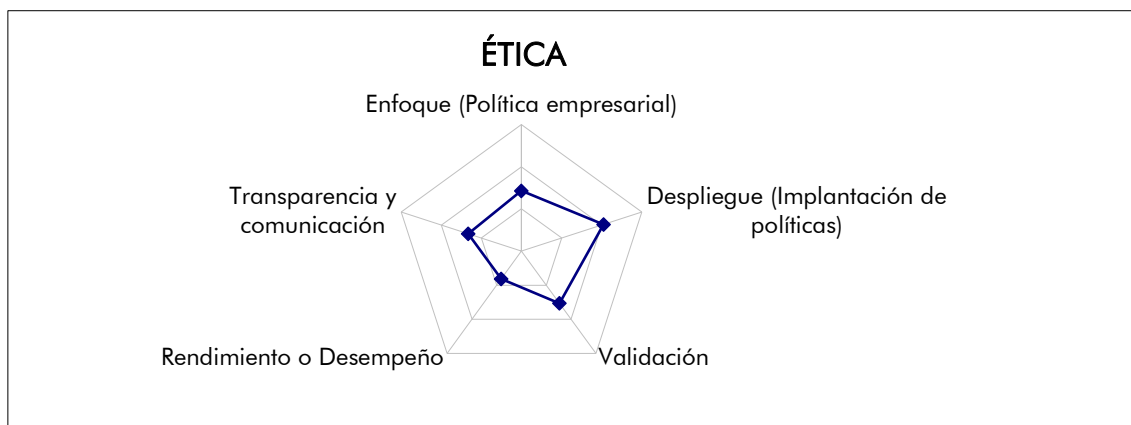 ÉTICA
Enfoque (Política empresarial)
Despliegue (Implantación de
políticas)
Validación
Rendimiento o Desempeño
Transparencia y
comunicación